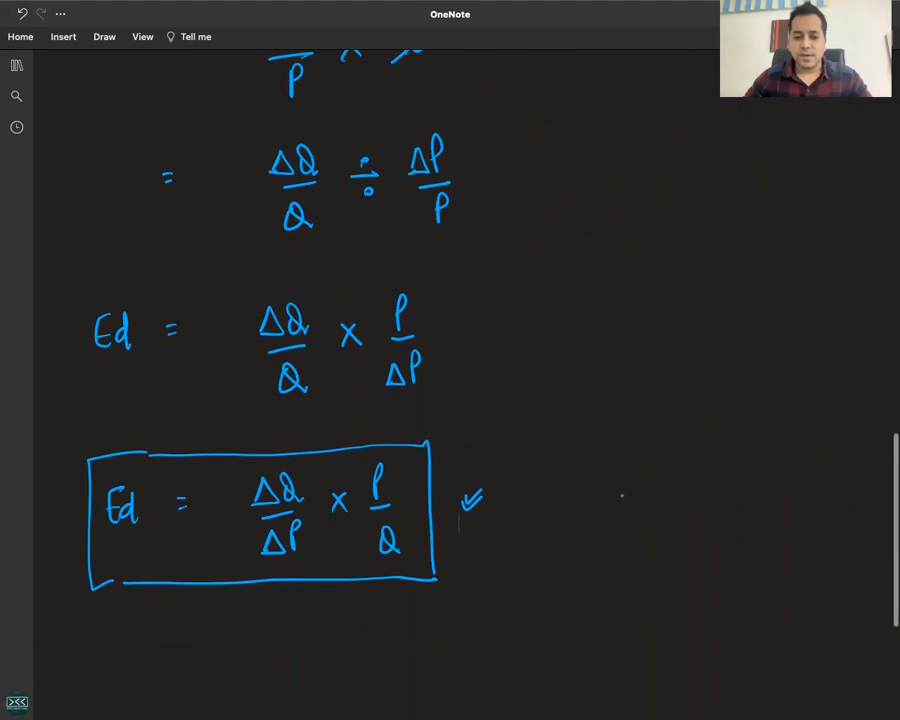 OneNote
Home Insert Draw View Tell me
P
= ΔQ/Q ÷ ΔP/P
Ed = ΔQ/Q × P/ΔP
Ed = ΔQ/ΔP × P/Q